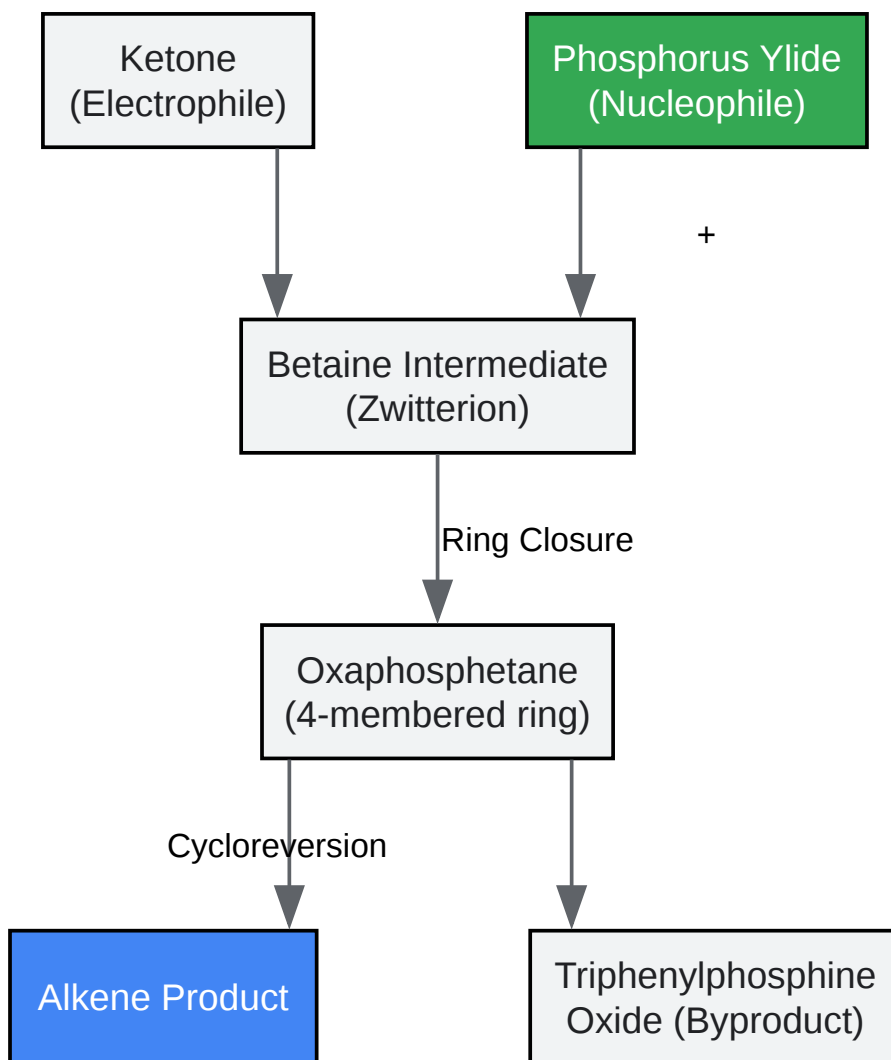 Ketone
(Electrophile)
Phosphorus Ylide
(Nucleophile)
+
Betaine Intermediate
(Zwitterion)
Ring Closure
Oxaphosphetane
(4-membered ring)
Cycloreversion
Alkene Product
Triphenylphosphine
Oxide (Byproduct)